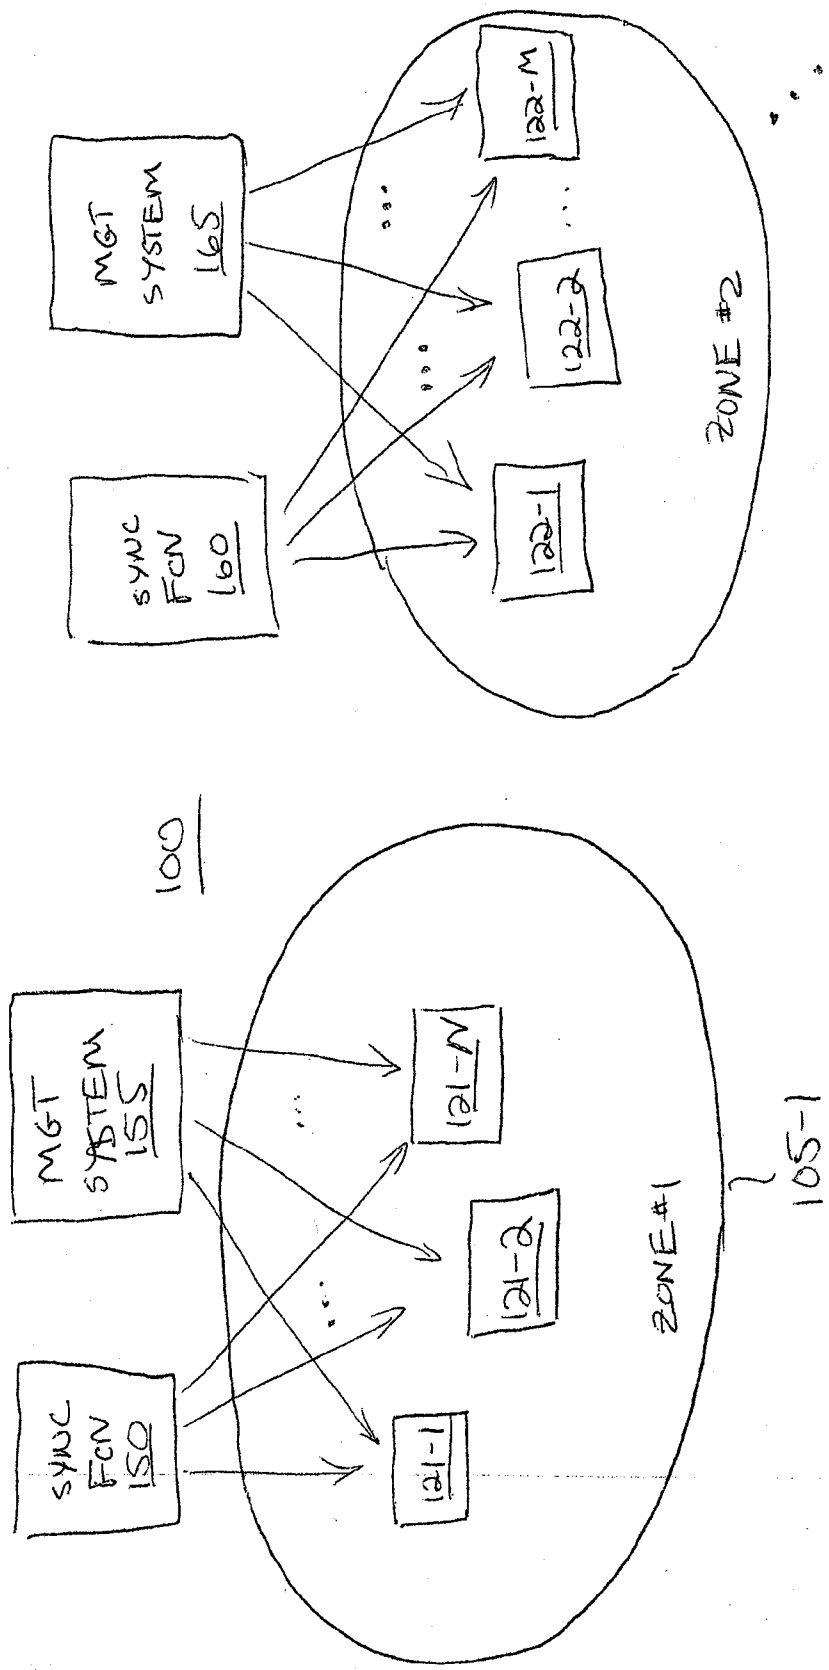 100
SYNC
FCN
150
MGT
SYSTEM
155
121-1
121-2
121-N
ZONE #1
105-1
SYNC
FCN
160
MGT
SYSTEM
165
122-1
122-2
122-M
ZONE #2